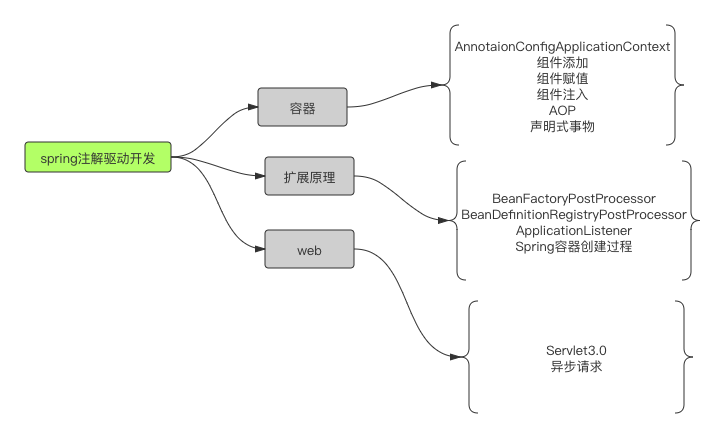 spring注解驱动开发
容器
AnnotaionConfigApplicationContext
组件添加
组件赋值
组件注入
AOP
声明式事物
扩展原理
BeanFactoryPostProcessor
BeanDefinitionRegistryPostProcessor
ApplicationListener
Spring容器创建过程
web
Servlet3.0
异步请求